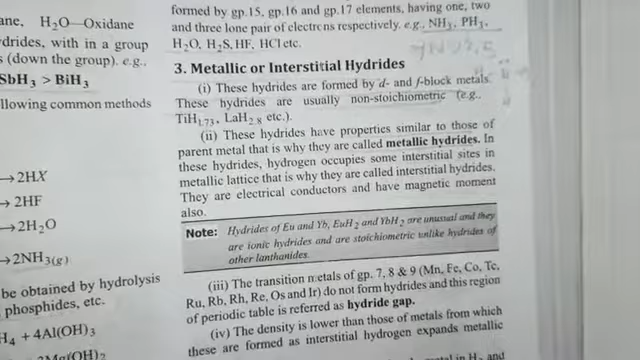 ane, H₂O—Oxidane
drides, with in a group
s (down the group). e.g.,
SbH₃ > BiH₃
llowing common methods
→ 2HX
→ 2HF
→ 2H₂O
→ 2NH₃(g)
be obtained by hydrolysis
phosphides, etc.
H₄ + 4Al(OH)₃
formed by gp.15, gp.16 and gp.17 elements, having one, two
and three lone pair of electrons respectively. e.g., NH₃, PH₃,
H₂O, H₂S, HF, HCl etc.
3. Metallic or Interstitial Hydrides
(i) These hydrides are formed by d- and f-block metals.
These hydrides are usually non-stoichiometric (e.g.,
TiH₁.₇₃, LaH₂.₈ etc.).
(ii) These hydrides have properties similar to those of
parent metal that is why they are called metallic hydrides. In
these hydrides, hydrogen occupies some interstitial sites in
metallic lattice that is why they are called interstitial hydrides.
They are electrical conductors and have magnetic moment
also.
Note: Hydrides of Eu and Yb, EuH₂ and YbH₂ are unusual and they
are ionic hydrides and are stoichiometric unlike hydrides of
other lanthanides.
(iii) The transition metals of gp. 7, 8 & 9 (Mn, Fe, Co, Tc,
Ru, Rb, Rh, Re, Os and Ir) do not form hydrides and this region
of periodic table is referred as hydride gap.
(iv) The density is lower than those of metals from which
these are formed as interstitial hydrogen expands metallic